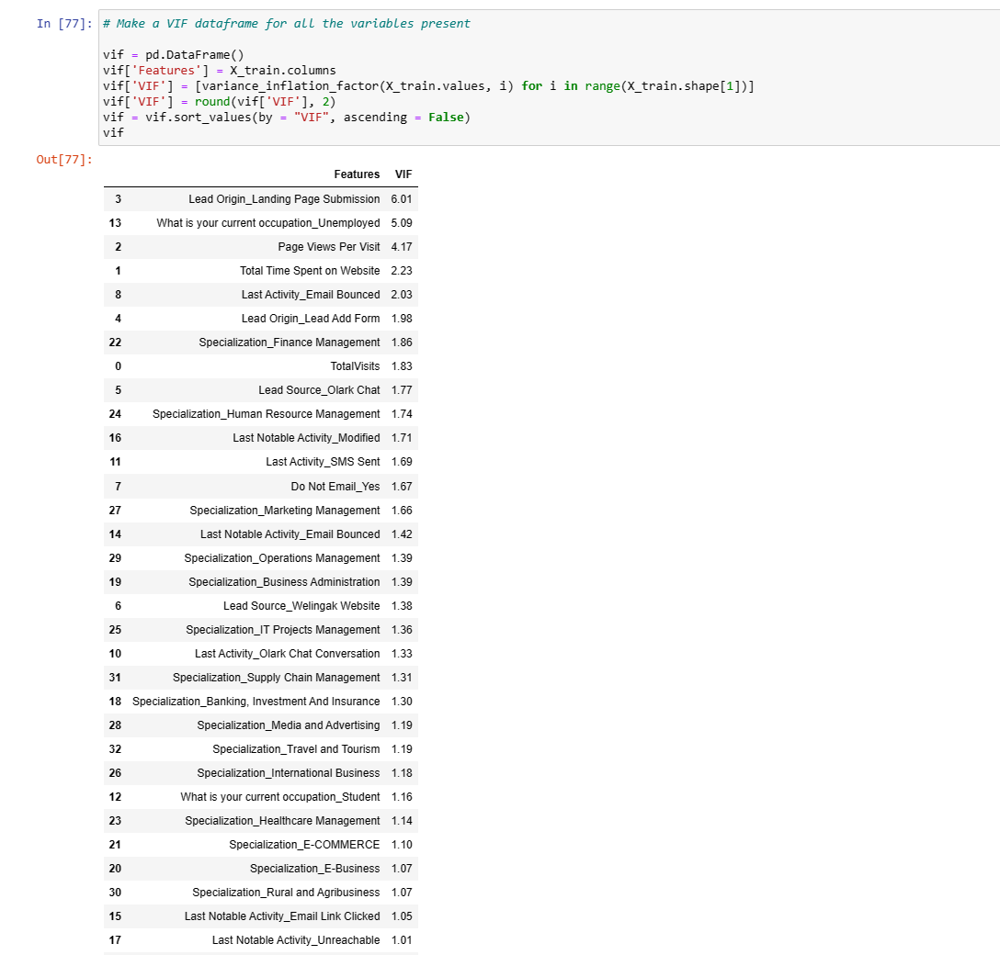 In [77]: # Make a VIF dataframe for all the variables present
vif = pd.DataFrame()
vif['Features'] = X_train.columns
vif['VIF'] = [variance_inflation_factor(X_train.values, i) for i in range(X_train.shape[1])]
vif['VIF'] = round(vif['VIF'], 2)
vif = vif.sort_values(by = "VIF", ascending = False)
vif
Out[77]:
Features VIF
3 Lead Origin_Landing Page Submission 6.01
13 What is your current occupation_Unemployed 5.09
2 Page Views Per Visit 4.17
1 Total Time Spent on Website 2.23
8 Last Activity_Email Bounced 2.03
4 Lead Origin_Lead Add Form 1.98
22 Specialization_Finance Management 1.86
0 TotalVisits 1.83
5 Lead Source_Olark Chat 1.77
24 Specialization_Human Resource Management 1.74
16 Last Notable Activity_Modified 1.71
11 Last Activity_SMS Sent 1.69
7 Do Not Email_Yes 1.67
27 Specialization_Marketing Management 1.66
14 Last Notable Activity_Email Bounced 1.42
29 Specialization_Operations Management 1.39
19 Specialization_Business Administration 1.39
6 Lead Source_Welingak Website 1.38
25 Specialization_IT Projects Management 1.36
10 Last Activity_Olark Chat Conversation 1.33
31 Specialization_Supply Chain Management 1.31
18 Specialization_Banking, Investment And Insurance 1.30
28 Specialization_Media and Advertising 1.19
32 Specialization_Travel and Tourism 1.19
26 Specialization_International Business 1.18
12 What is your current occupation_Student 1.16
23 Specialization_Healthcare Management 1.14
21 Specialization_E-COMMERCE 1.10
20 Specialization_E-Business 1.07
30 Specialization_Rural and Agribusiness 1.07
15 Last Notable Activity_Email Link Clicked 1.05
17 Last Notable Activity_Unreachable 1.01